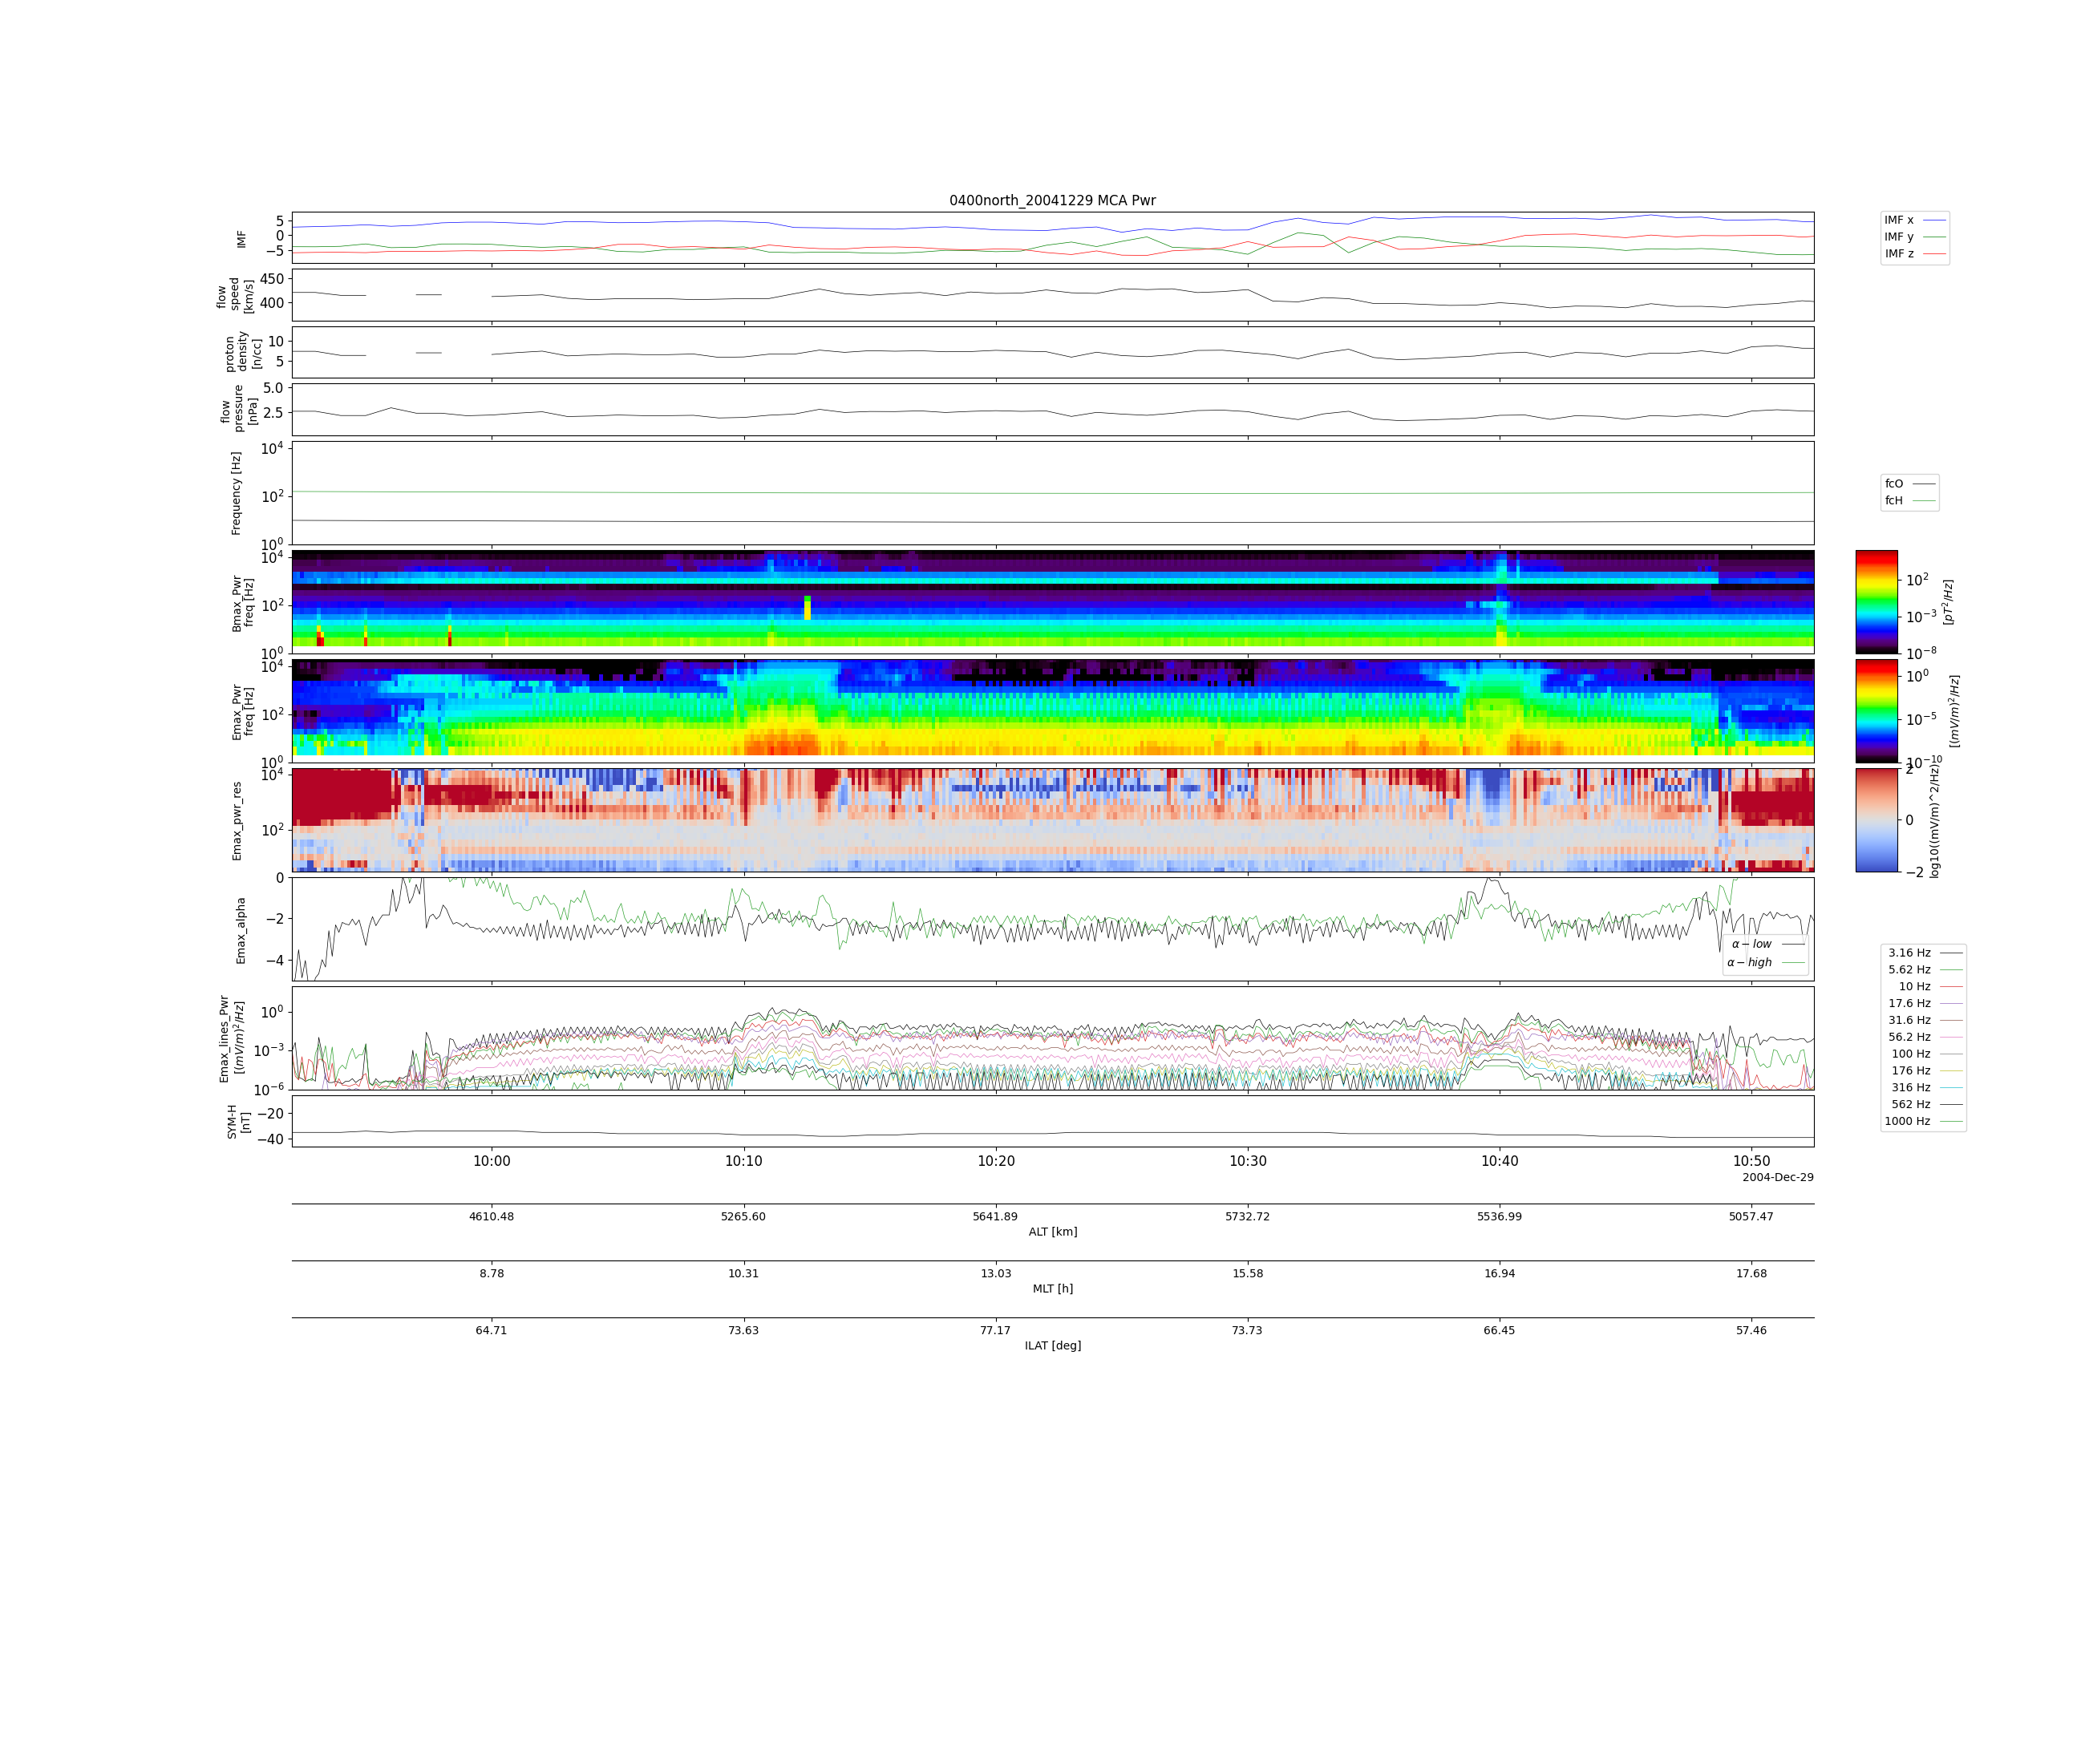 0400north_20041229 MCA Pwr
IMF
5
0
−5
IMF x
IMF y
IMF z
flow
speed
[km/s]
450
400
proton
density
[n/cc]
10
5
flow
pressure
[nPa]
5.0
2.5
Frequency [Hz]
10^4
10^2
10^0
fcO
fcH
Bmax_Pwr
freq [Hz]
10^4
10^2
10^0
10^2
10^−3
10^−8
[pT^2/Hz]
Emax_Pwr
freq [Hz]
10^4
10^2
10^0
10^0
10^−5
10^−10
[(mV/m)^2/Hz]
Emax_pwr_res
10^4
10^2
2
0
−2
log10((mV/m)^2/Hz)
Emax_alpha
0
−2
−4
α − low
α − high
Emax_lines_Pwr
[(mV/m)^2/Hz]
10^0
10^−3
10^−6
3.16 Hz
5.62 Hz
10 Hz
17.6 Hz
31.6 Hz
56.2 Hz
100 Hz
176 Hz
316 Hz
562 Hz
1000 Hz
SYM-H
[nT]
−20
−40
10:00 10:10 10:20 10:30 10:40 10:50
2004-Dec-29
4610.48 5265.60 5641.89 5732.72 5536.99 5057.47
ALT [km]
8.78 10.31 13.03 15.58 16.94 17.68
MLT [h]
64.71 73.63 77.17 73.73 66.45 57.46
ILAT [deg]